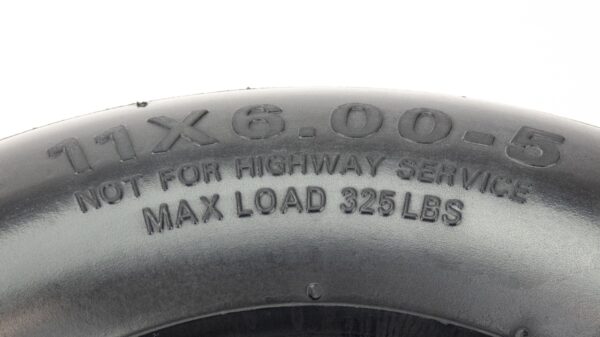 11X6.00-5
NOT FOR HIGHWAY SERVICE
MAX LOAD 325 LBS